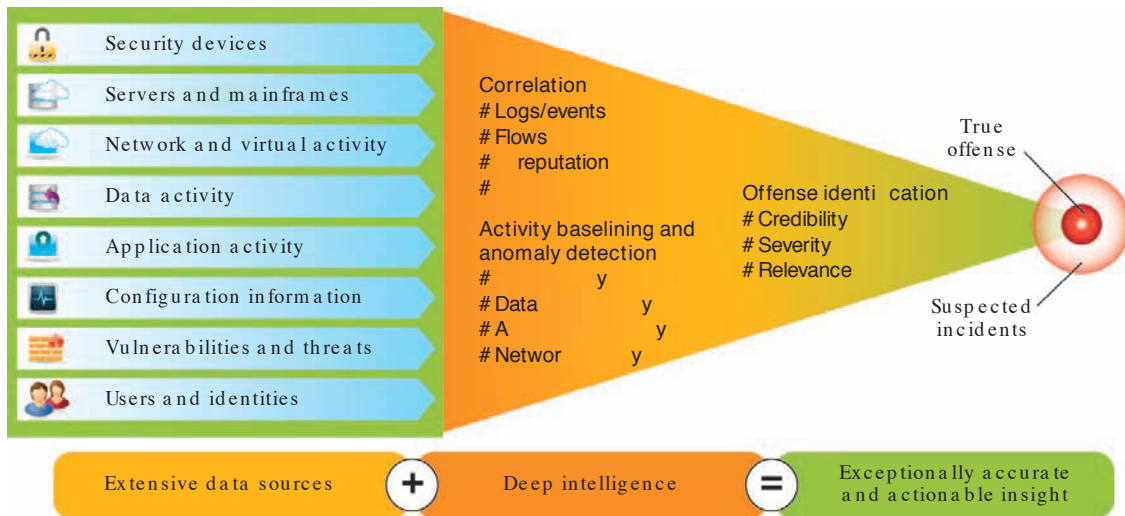 Security devices
Servers and mainframes
Network and virtual activity
Data activity
Application activity
Configuration information
Vulnerabilities and threats
Users and identities
Correlation
# Logs/events
# Flows
# reputation
#
Activity baselining and
anomaly detection
# y
# Data y
# A y
# Networ y
Offense identi cation
# Credibility
# Severity
# Relevance
True
offense
Suspected
incidents
Extensive data sources
+
Deep intelligence
=
Exceptionally accurate
and actionable insight